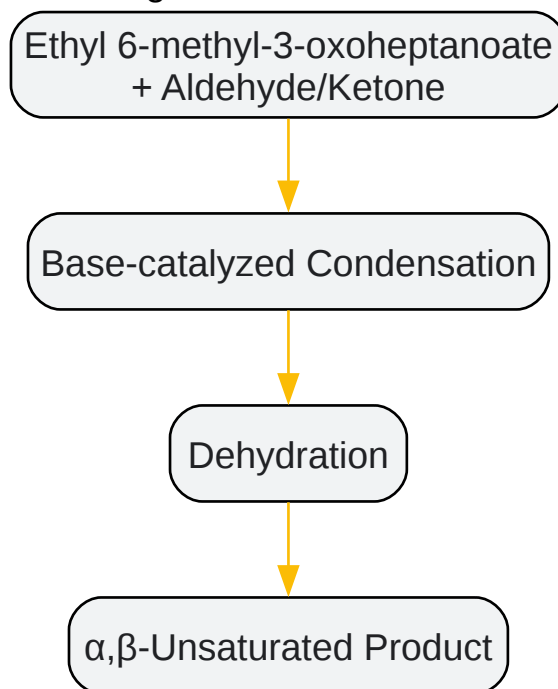 Ethyl 6-methyl-3-oxoheptanoate
+ Aldehyde/Ketone
Base-catalyzed Condensation
Dehydration
α,β-Unsaturated Product